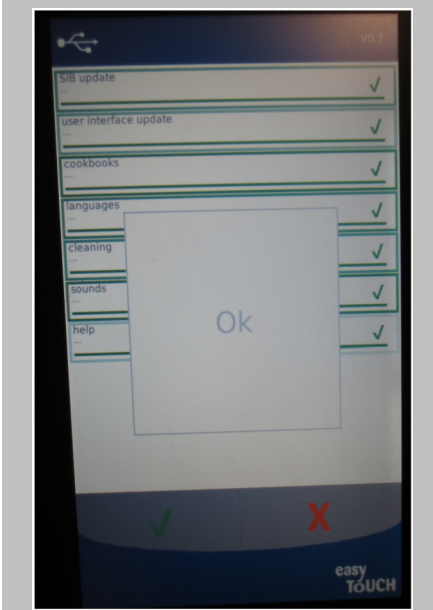 V0.7
SIB update
...
user interface update
...
cookbooks
...
languages
...
cleaning
...
sounds
...
help
...
Ok
easy
TOUCH